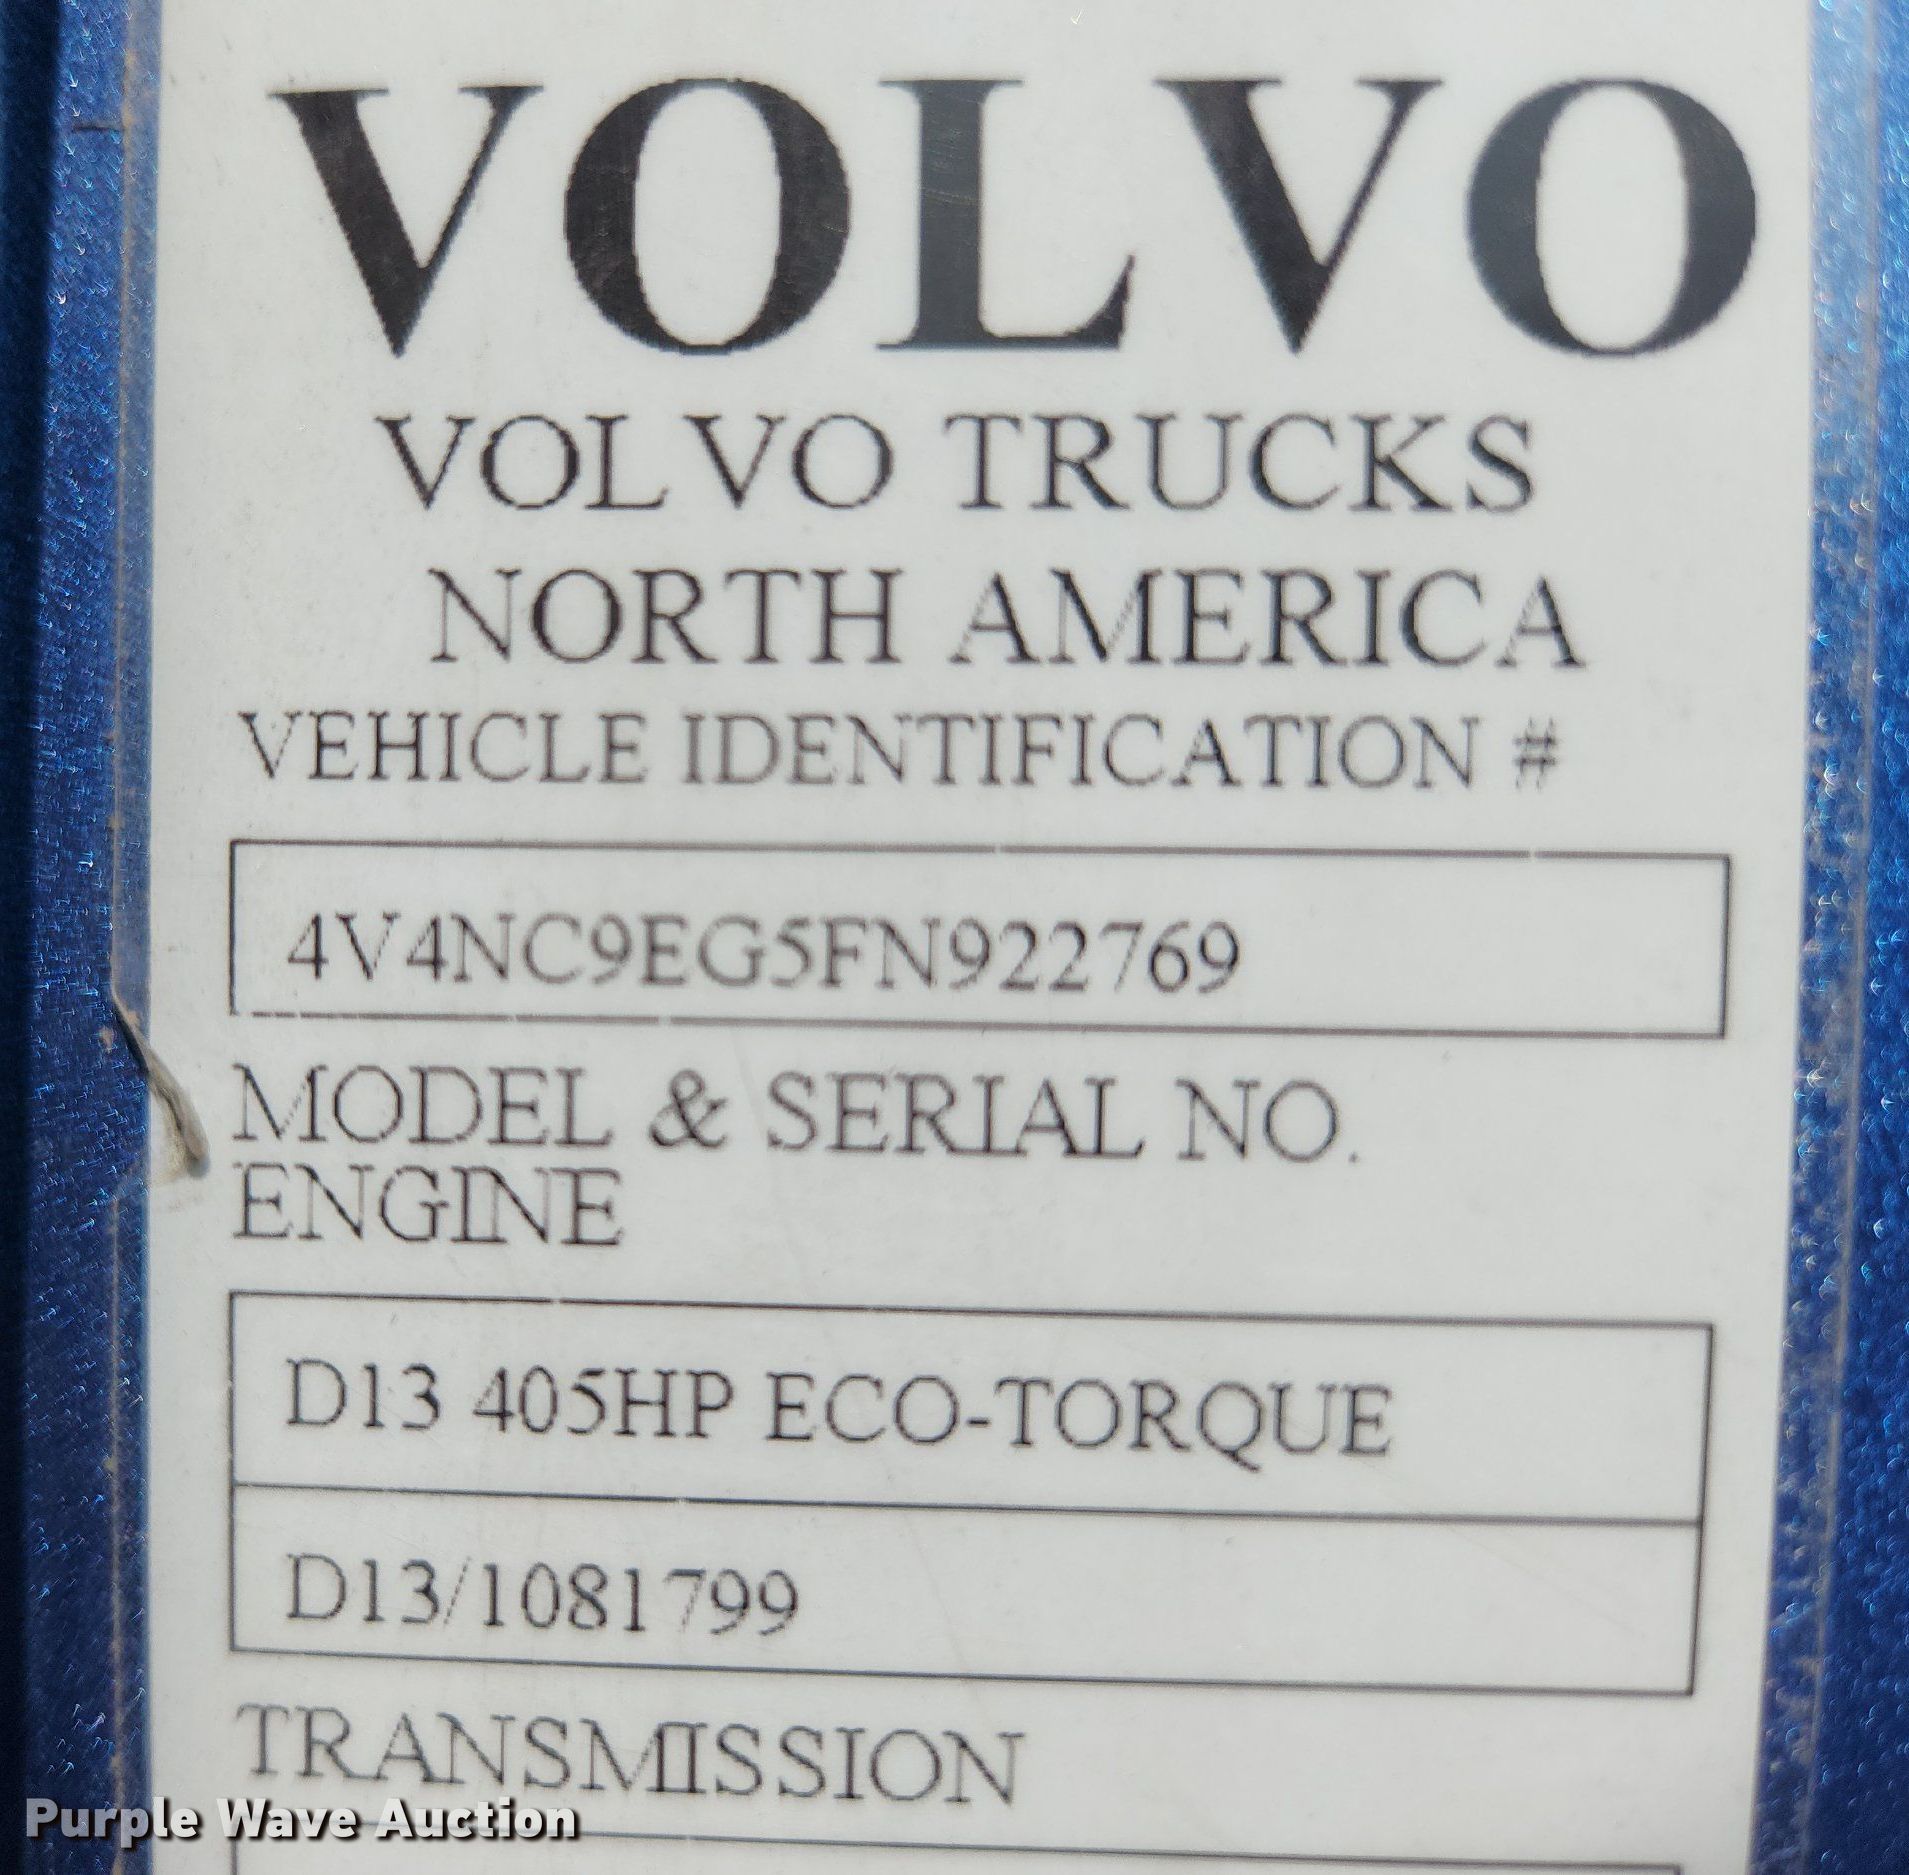 VOLVO
VOLVO TRUCKS
NORTH AMERICA
VEHICLE IDENTIFICATION #
4V4NC9EG5FN922769
MODEL & SERIAL NO.
ENGINE
D13 405HP ECO-TORQUE
D13/1081799
TRANSMISSION
Purple Wave Auction